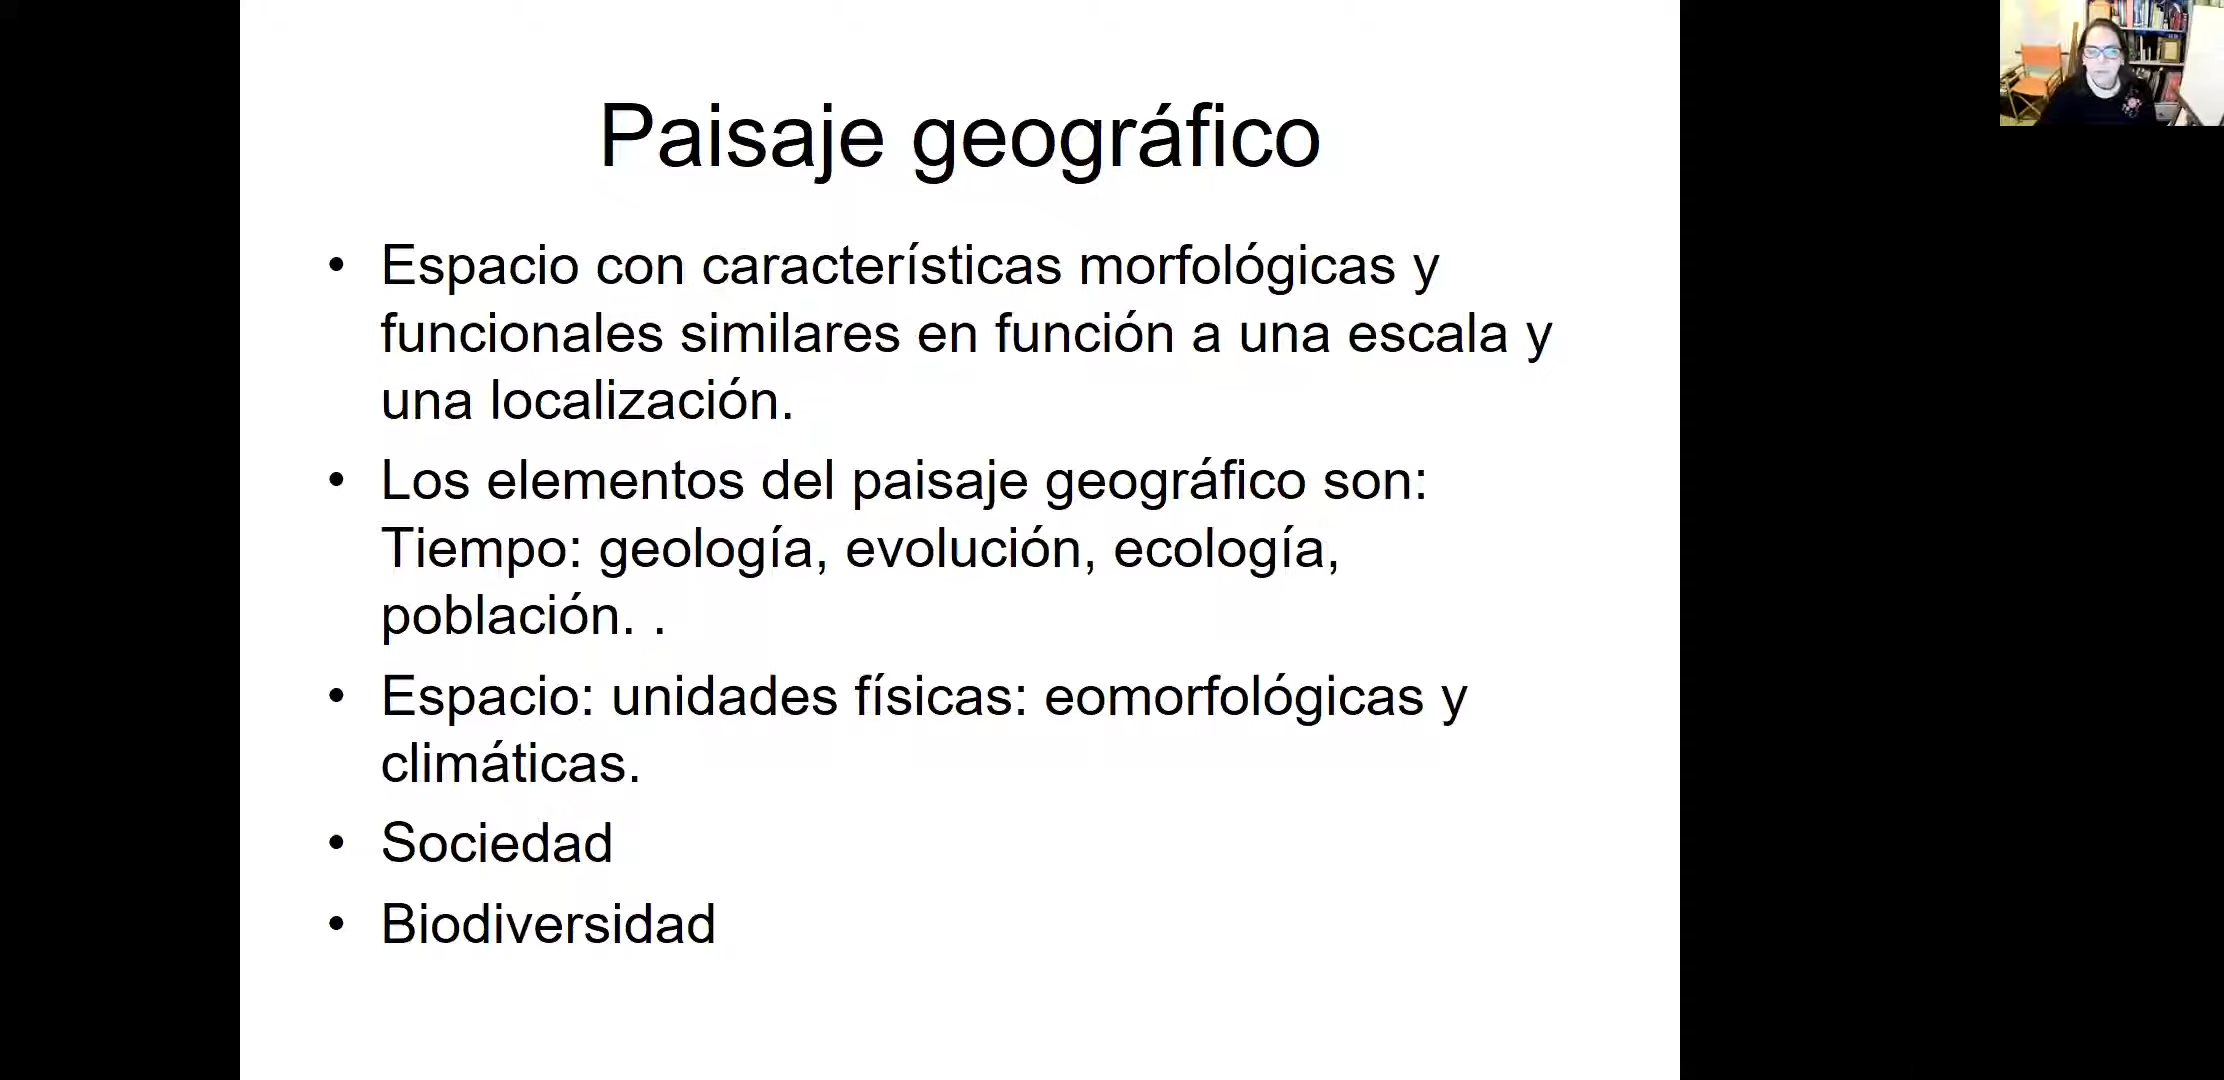 Paisaje geográfico
• Espacio con características morfológicas y
funcionales similares en función a una escala y
una localización.
• Los elementos del paisaje geográfico son:
Tiempo: geología, evolución, ecología,
población. .
• Espacio: unidades físicas: eomorfológicas y
climáticas.
• Sociedad
• Biodiversidad